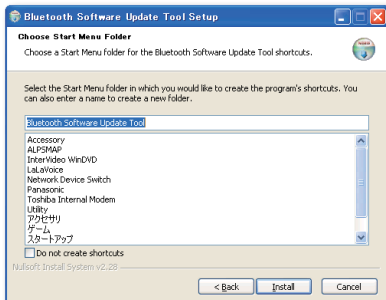 Bluetooth Software Update Tool Setup
Choose Start Menu Folder
Choose a Start Menu folder for the Bluetooth Software Update Tool shortcuts.
Select the Start Menu folder in which you would like to create the program's shortcuts. You
can also enter a name to create a new folder.
Bluetooth Software Update Tool
Accessory
ALPSMAP
InterVideo WinDVD
LaLaVoice
Network Device Switch
Panasonic
Toshiba Internal Modem
Utility
アクセサリ
ゲーム
スタートアップ
Do not create shortcuts
Nullsoft Install System v2.28
< Back
Install
Cancel